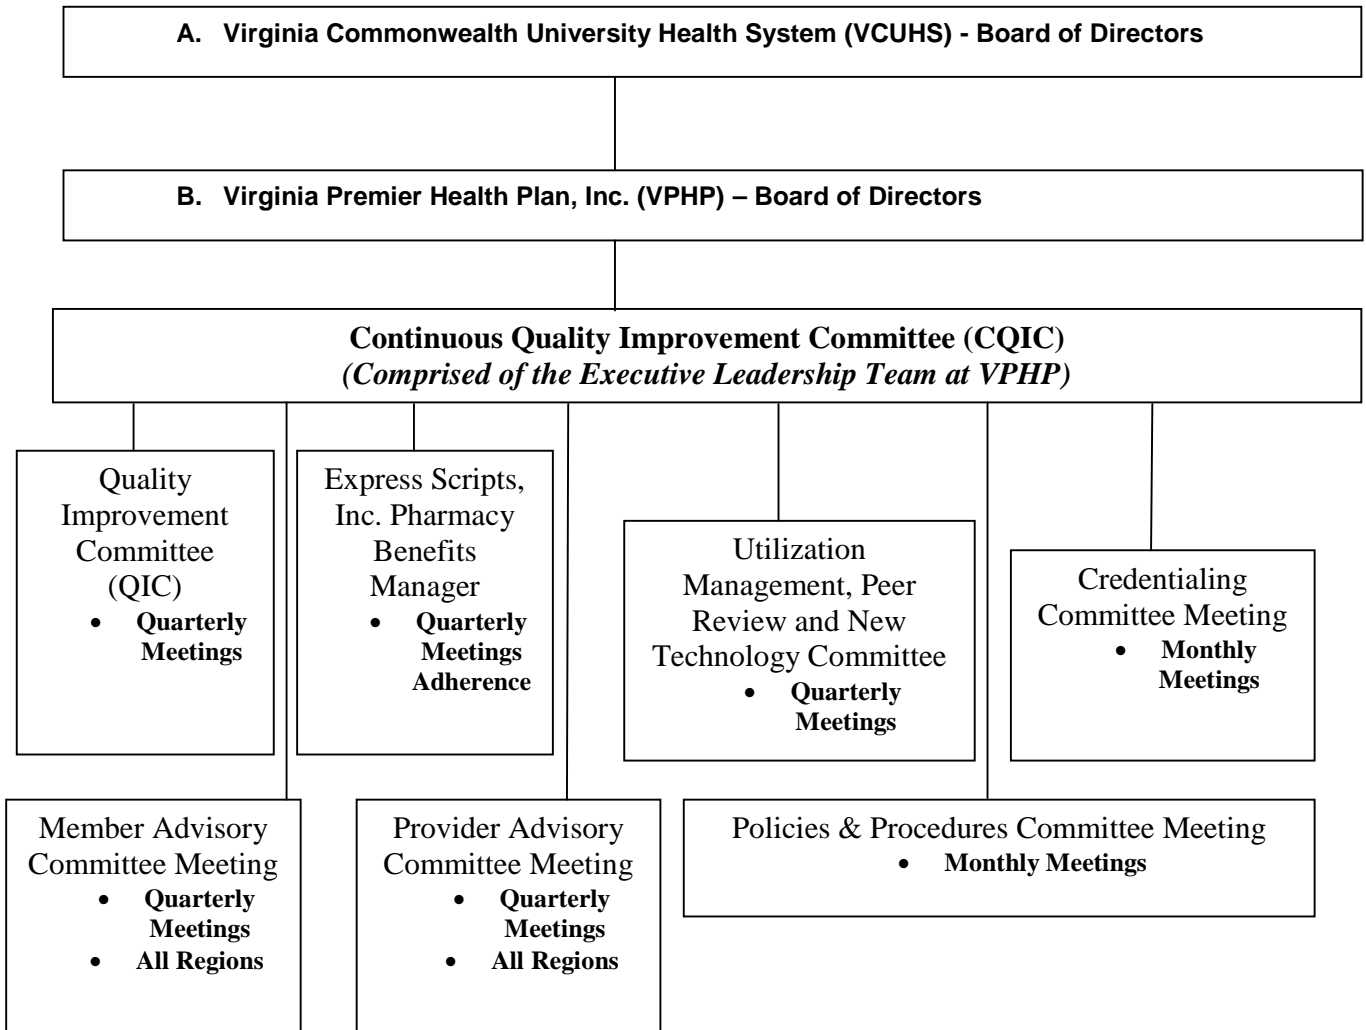 A. Virginia Commonwealth University Health System (VCUHS) - Board of Directors
B. Virginia Premier Health Plan, Inc. (VPHP) – Board of Directors
Continuous Quality Improvement Committee (CQIC)
(Comprised of the Executive Leadership Team at VPHP)
Quality
Improvement
Committee
(QIC)
• Quarterly
Meetings
Express Scripts,
Inc. Pharmacy
Benefits
Manager
• Quarterly
Meetings
Adherence
Utilization
Management, Peer
Review and New
Technology Committee
• Quarterly
Meetings
Credentialing
Committee Meeting
• Monthly
Meetings
Member Advisory
Committee Meeting
• Quarterly
Meetings
• All Regions
Provider Advisory
Committee Meeting
• Quarterly
Meetings
• All Regions
Policies & Procedures Committee Meeting
• Monthly Meetings